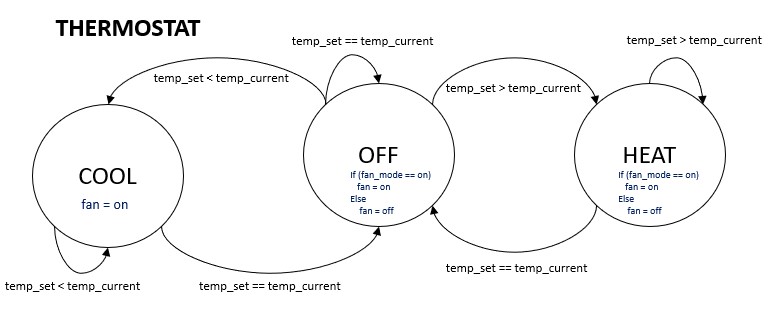 THERMOSTAT
temp_set == temp_current
temp_set > temp_current
temp_set < temp_current
temp_set > temp_current
COOL
fan = on
OFF
If (fan_mode == on)
fan = on
Else
fan = off
HEAT
If (fan_mode == on)
fan = on
Else
fan = off
temp_set < temp_current
temp_set == temp_current
temp_set == temp_current